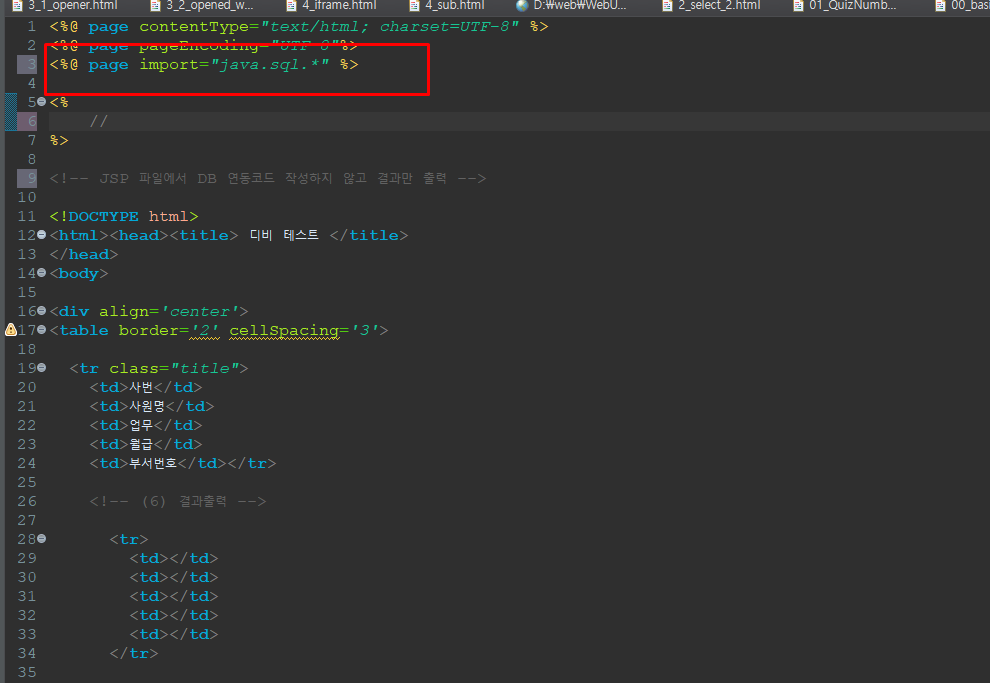 3_1_opener.html 3_2_opened_w... 4_iframe.html 4_sub.html D:₩web₩WebU... 2_select_2.html 01_QuizNumb... 00_basi
1 <%@ page contentType="text/html; charset=UTF-8" %>
2 <%@ page pageEncoding="UTF-8"%>
3 <%@ page import="java.sql.*" %>
4
5 <%
6 //
7 %>
8
9 <!-- JSP 파일에서 DB 연동코드 작성하지 않고 결과만 출력 -->
10
11 <!DOCTYPE html>
12 <html><head><title> 디비 테스트 </title>
13 </head>
14 <body>
15
16 <div align='center'>
17 <table border='2' cellSpacing='3'>
18
19 <tr class="title">
20 <td>사번</td>
21 <td>사원명</td>
22 <td>업무</td>
23 <td>월급</td>
24 <td>부서번호</td></tr>
25
26 <!-- (6) 결과출력 -->
27
28 <tr>
29 <td></td>
30 <td></td>
31 <td></td>
32 <td></td>
33 <td></td>
34 </tr>
35